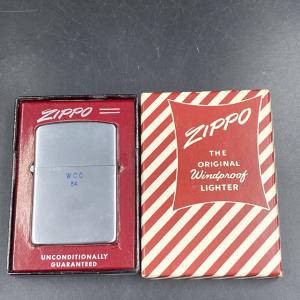 ZIPPO
WCC
54
UNCONDITIONALLY
GUARANTEED
ZIPPO
THE
ORIGINAL
Windproof
LIGHTER